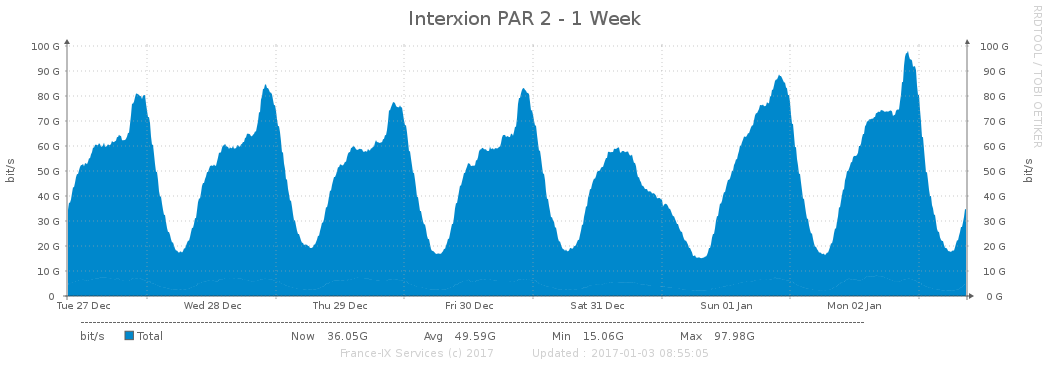 Interxion PAR 2 - 1 Week
RRDTOOL / TOBI OETIKER
bit/s
100 G 100 G
90 G 90 G
80 G 80 G
70 G 70 G
60 G 60 G
50 G 50 G
40 G 40 G
30 G 30 G
20 G 20 G
10 G 10 G
0 0 G
bit/s
Tue 27 Dec Wed 28 Dec Thu 29 Dec Fri 30 Dec Sat 31 Dec Sun 01 Jan Mon 02 Jan
bit/s Total Now 36.05G Avg 49.59G Min 15.06G Max 97.98G
France-IX Services (c) 2017 Updated : 2017-01-03 08:55:05